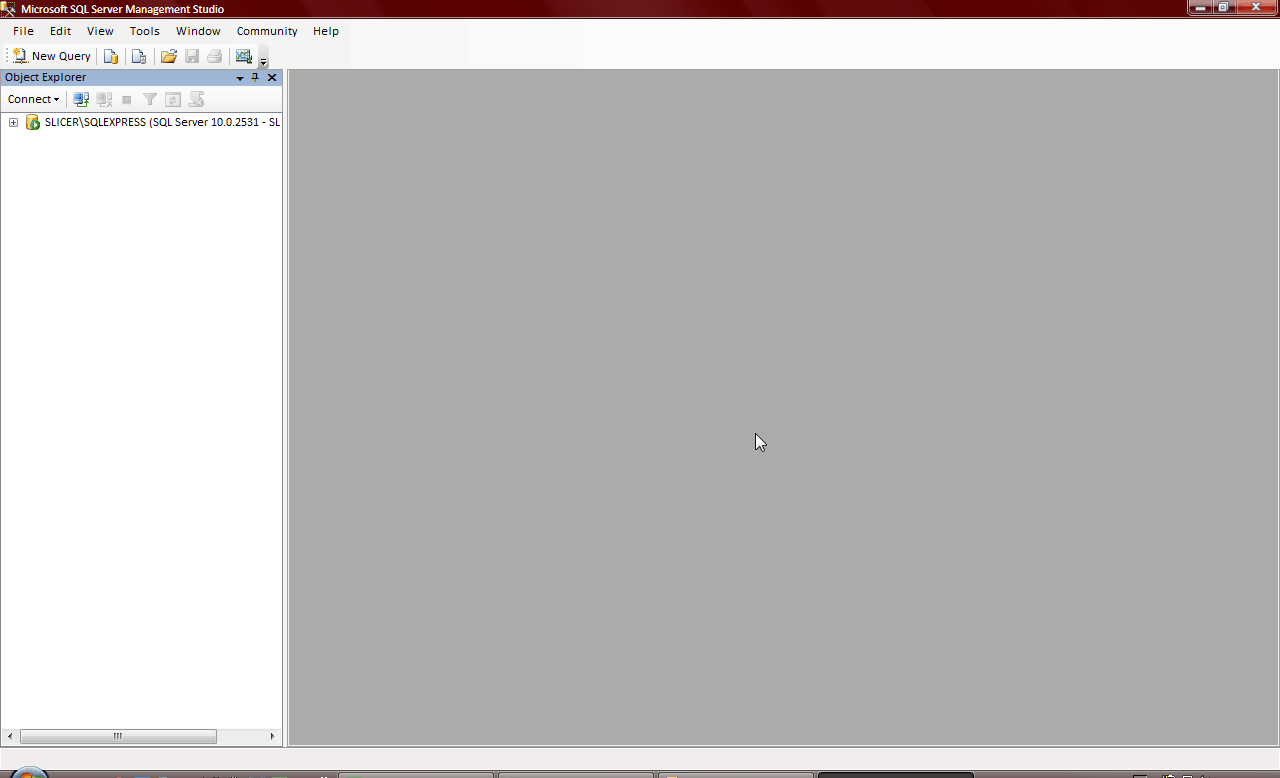 Microsoft SQL Server Management Studio
File Edit View Tools Window Community Help
New Query
Object Explorer
Connect
SLICER\SQLEXPRESS (SQL Server 10.0.2531 - SL